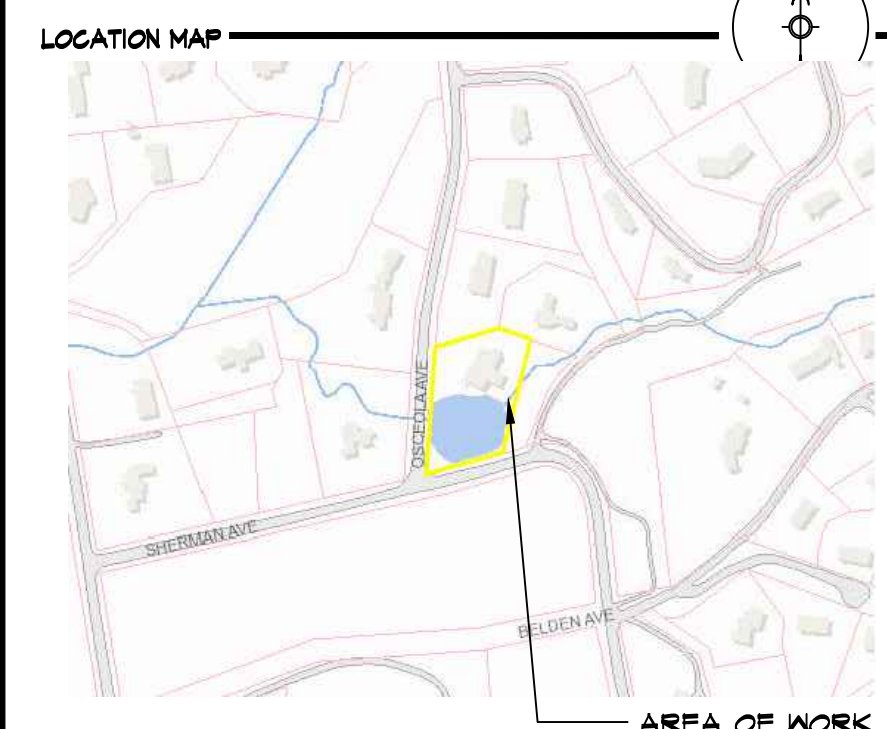 LOCATION MAP
OSCEOLA AVE
SHERMAN AVE
BELDEN AVE
AREA OF WORK